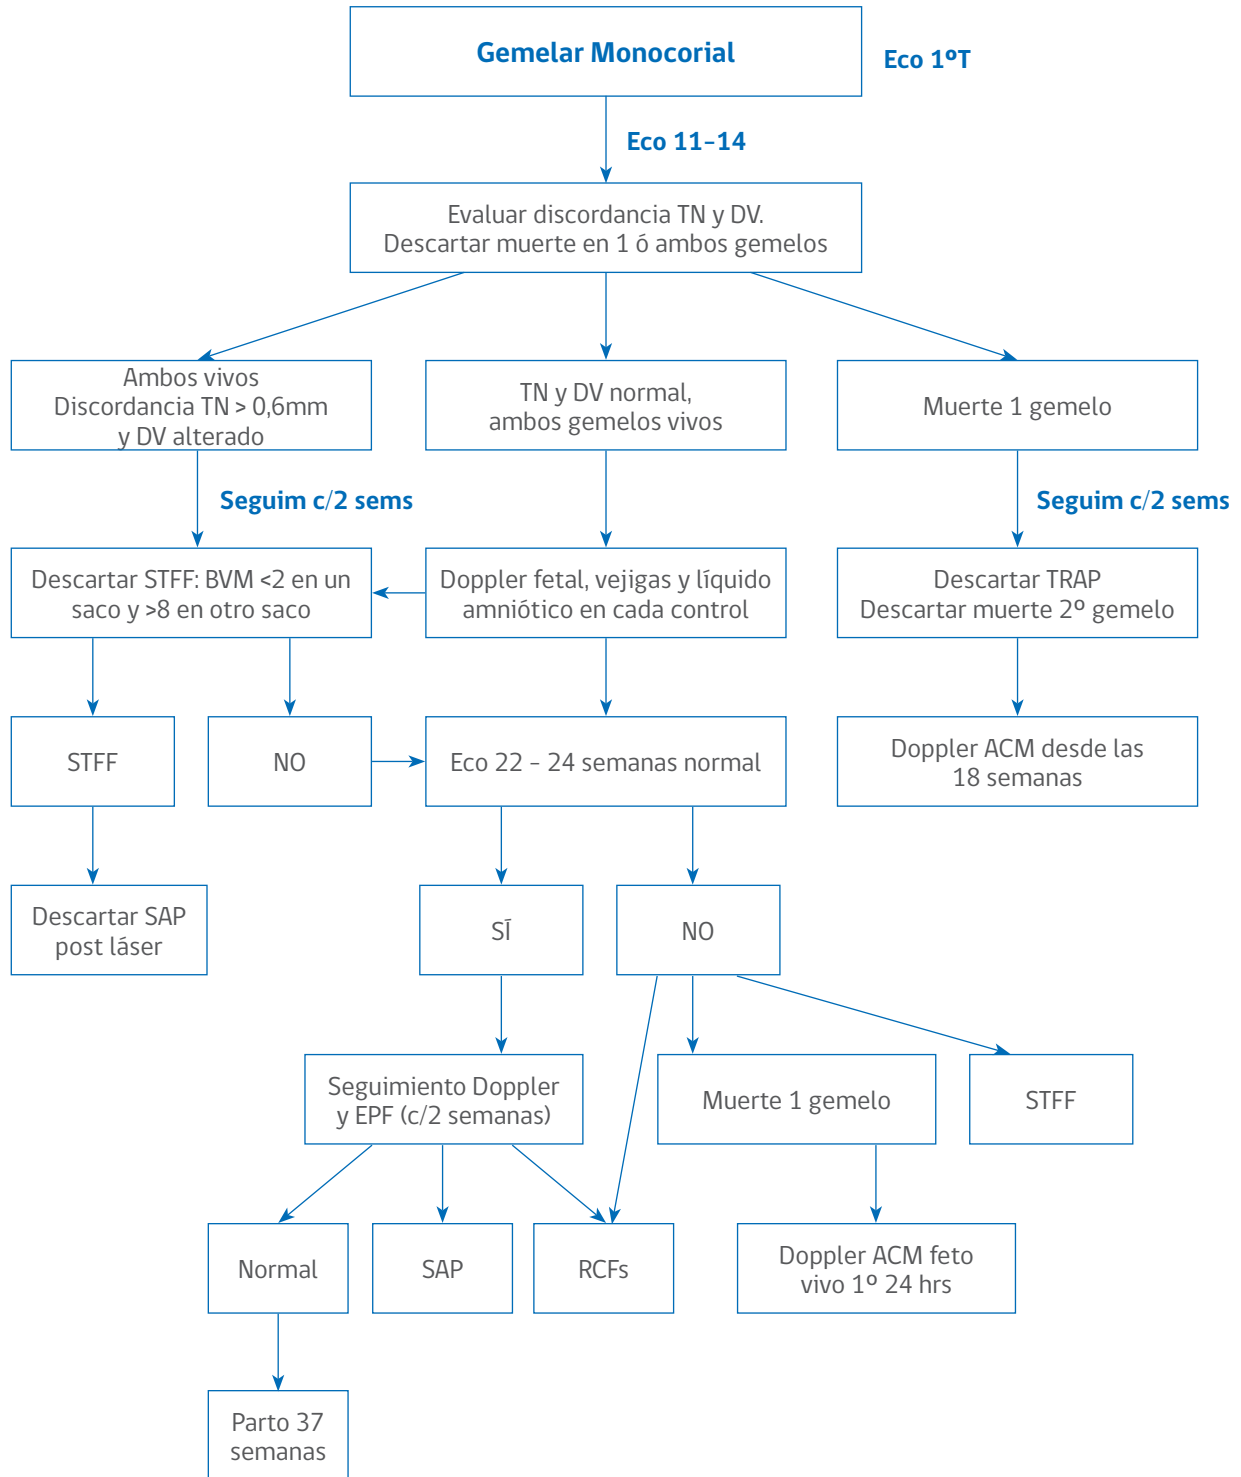 Gemelar Monocorial
Eco 1ºT
Eco 11-14
Evaluar discordancia TN y DV.
Descartar muerte en 1 ó ambos gemelos
Ambos vivos
Discordancia TN > 0,6mm
y DV alterado
TN y DV normal,
ambos gemelos vivos
Muerte 1 gemelo
Seguim c/2 sems
Seguim c/2 sems
Descartar STFF: BVM <2 en un
saco y >8 en otro saco
Doppler fetal, vejigas y líquido
amniótico en cada control
Descartar TRAP
Descartar muerte 2º gemelo
STFF
NO
Eco 22 - 24 semanas normal
Doppler ACM desde las
18 semanas
Descartar SAP
post láser
SĪ
NO
Seguimiento Doppler
y EPF (c/2 semanas)
Muerte 1 gemelo
STFF
Normal
SAP
RCFs
Doppler ACM feto
vivo 1º 24 hrs
Parto 37
semanas